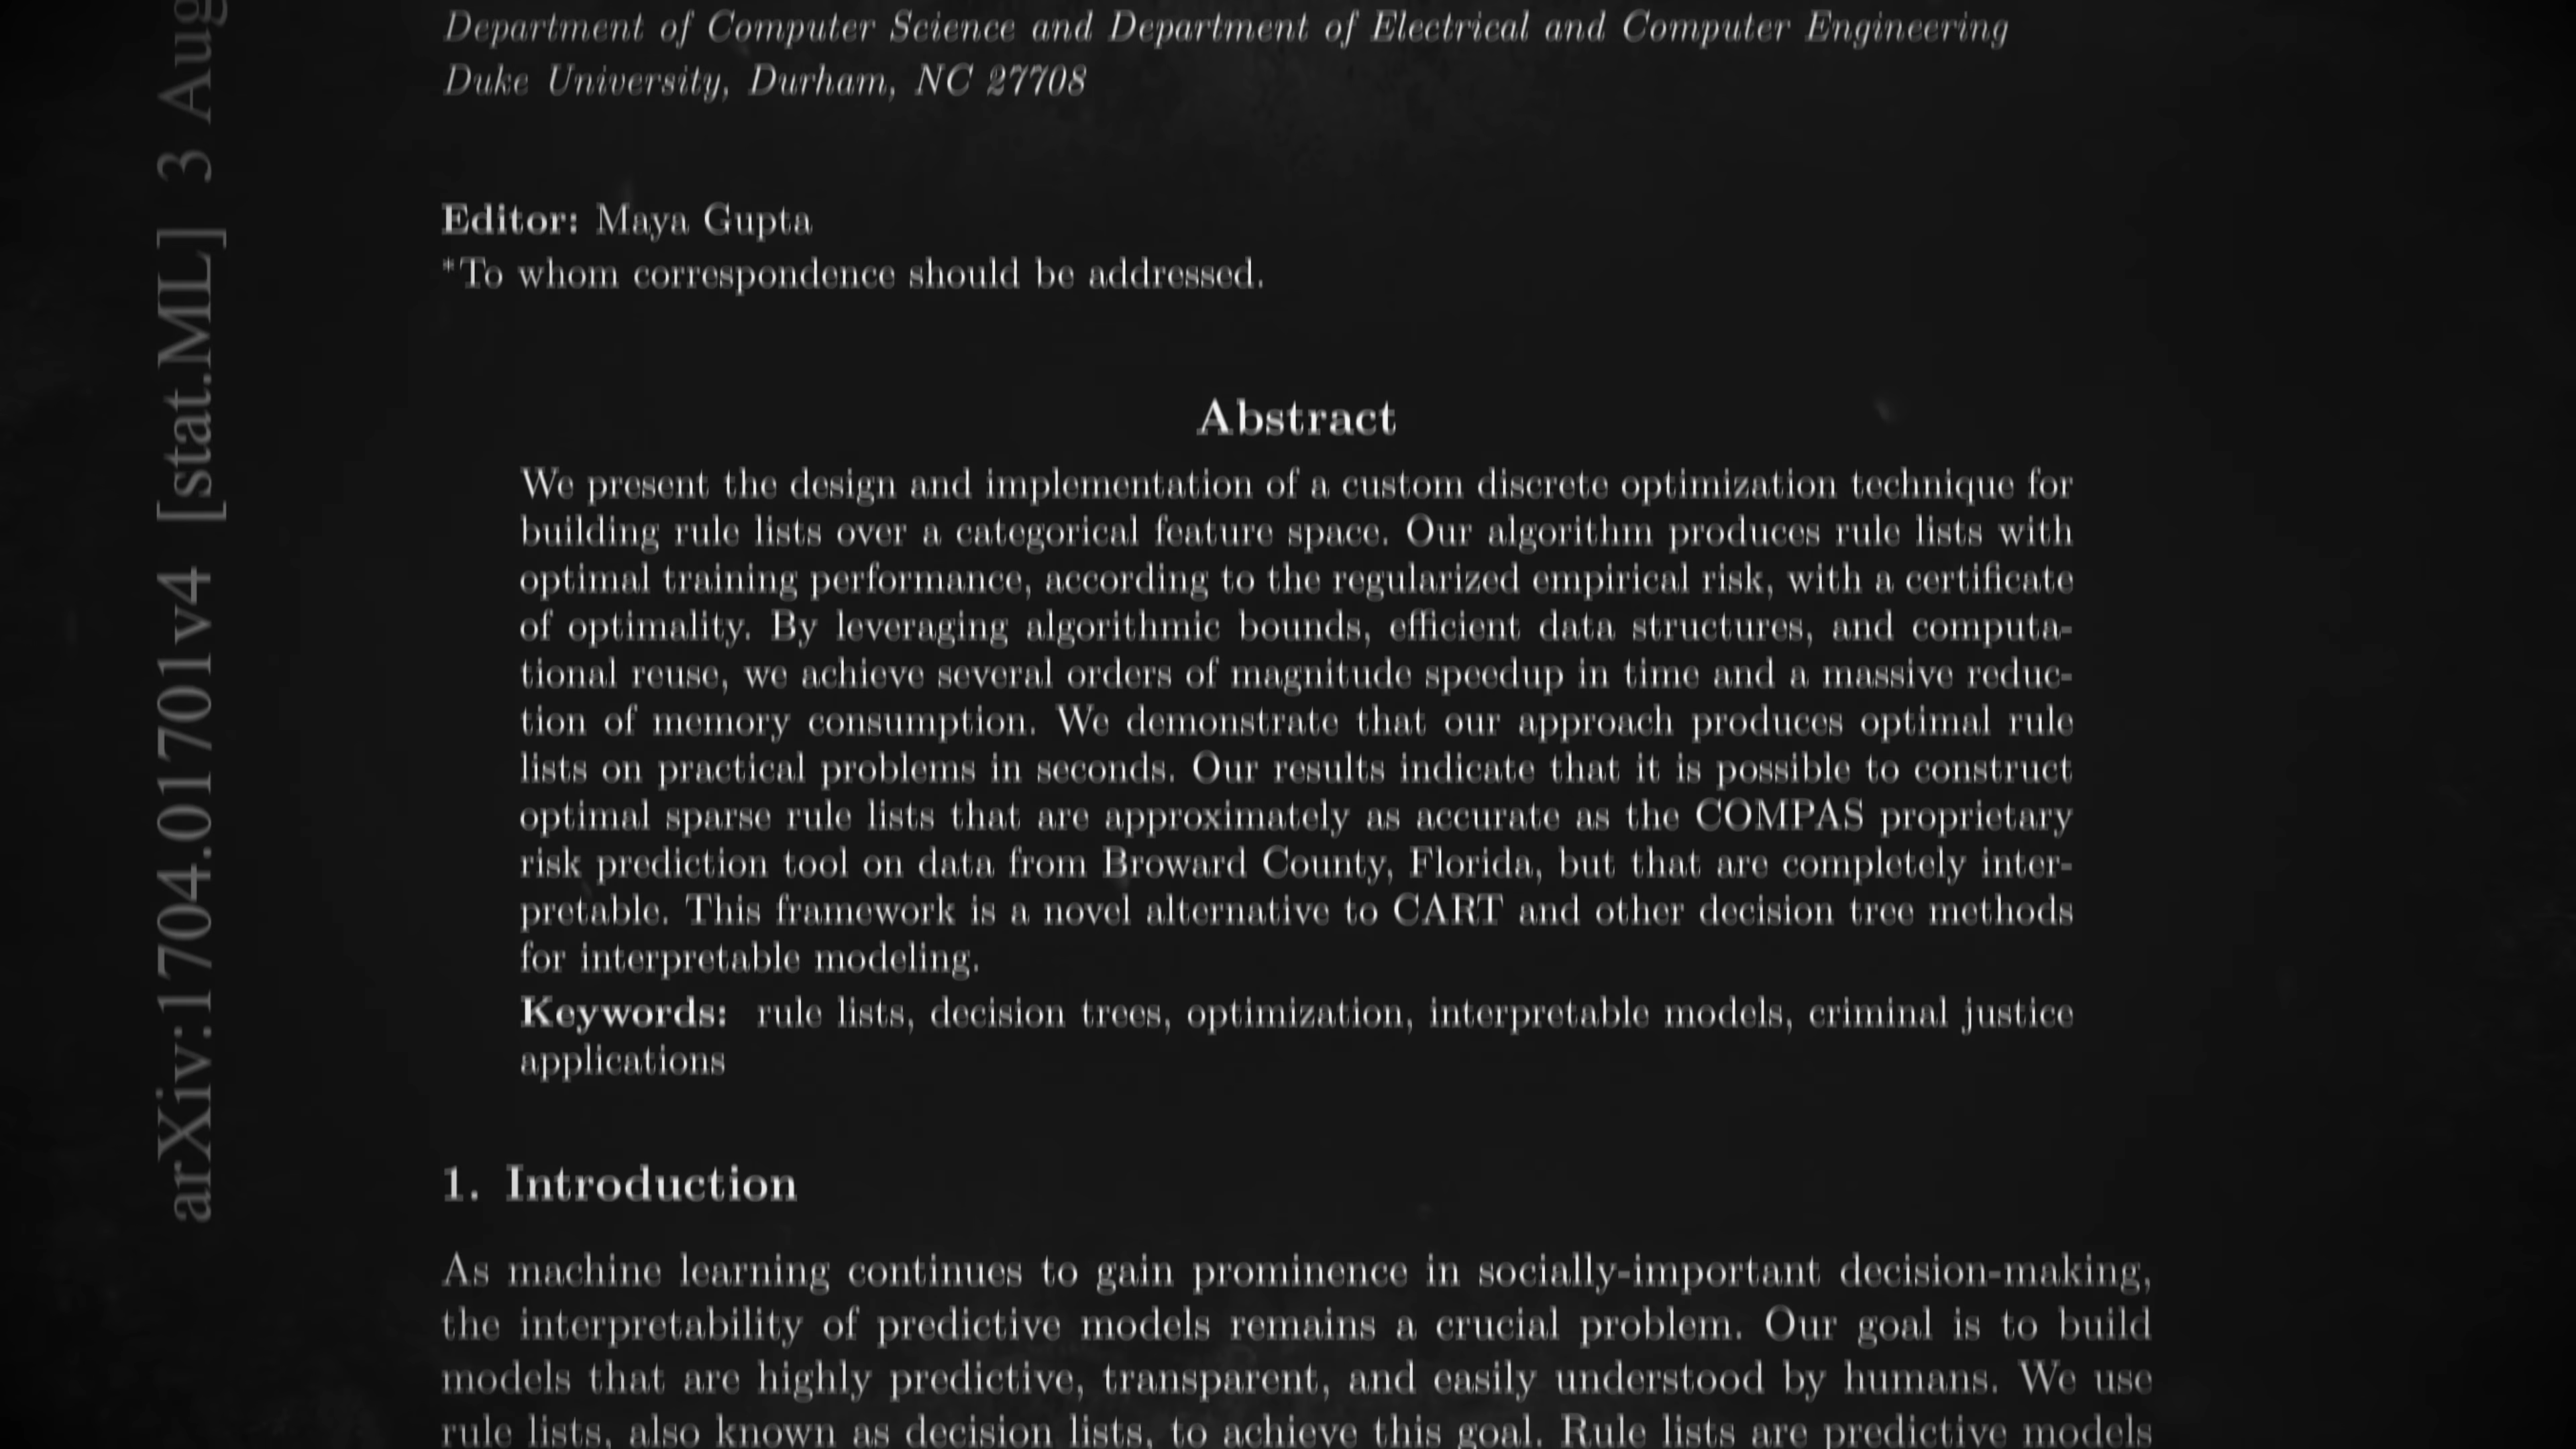 Department of Computer Science and Department of Electrical and Computer Engineering
Duke University, Durham, NC 27708
Editor: Maya Gupta
*To whom correspondence should be addressed.
Abstract
We present the design and implementation of a custom discrete optimization technique for
building rule lists over a categorical feature space. Our algorithm produces rule lists with
optimal training performance, according to the regularized empirical risk, with a certificate
of optimality. By leveraging algorithmic bounds, efficient data structures, and computa-
tional reuse, we achieve several orders of magnitude speedup in time and a massive reduc-
tion of memory consumption. We demonstrate that our approach produces optimal rule
lists on practical problems in seconds. Our results indicate that it is possible to construct
optimal sparse rule lists that are approximately as accurate as the COMPAS proprietary
risk prediction tool on data from Broward County, Florida, but that are completely inter-
pretable. This framework is a novel alternative to CART and other decision tree methods
for interpretable modeling.
Keywords: rule lists, decision trees, optimization, interpretable models, criminal justice
applications
1. Introduction
As machine learning continues to gain prominence in socially-important decision-making,
the interpretability of predictive models remains a crucial problem. Our goal is to build
models that are highly predictive, transparent, and easily understood by humans. We use
rule lists, also known as decision lists, to achieve this goal. Rule lists are predictive models
arXiv:1704.01701v4 [stat.ML] 3 Aug